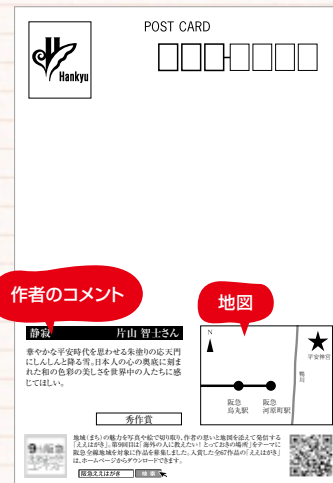 POST CARD
Hankyu
作者のコメント
地図
静寂 片山 智士さん
華やかな平安時代を思わせる朱塗りの応天門
にしんしんと降る雪。日本人の心の奥底に刻ま
れた和の色彩の美しさを世界中の人たちに感
じてほしい。
秀作賞
N
平安神宮
鴨川
阪急
烏丸駅
阪急
河原町駅
地域(まち)の魅力を写真や絵で切り取り、作者の思いと地図を添えて発信する
「ええはがき」。第9回目は「海外の人に教えたい!とっておきの場所」をテーマに
阪急全線地域を対象に作品を募集しました。入賞した全67作品の「ええはがき」
は、ホームページからダウンロードできます。
阪急ええはがき 検索